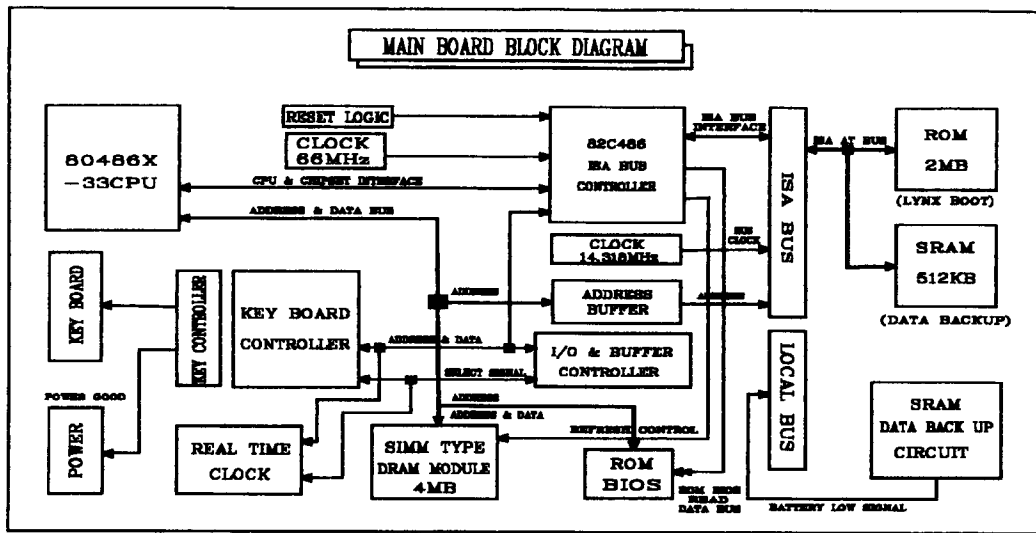 MAIN BOARD BLOCK DIAGRAM
80486X
-33CPU
RESET LOGIC
CLOCK
66MHz
CPU & CHIPSET INTERFACE
ADDRESS & DATA BUS
82C486
ISA BUS
CONTROLLER
ISA BUS
INTERFACE
ISA BUS
ISA AT BUS
ROM
2MB
(LYNX BOOT)
SRAM
512KB
(DATA BACKUP)
CLOCK
14.318MHz
BUS
CLOCK
KEY BOARD
KEY CONTROLLER
KEY BOARD
CONTROLLER
ADDRESS
ADDRESS
BUFFER
ADDRESS
ADDRESS & DATA
SELECT SIGNAL
I/O & BUFFER
CONTROLLER
LOCAL BUS
POWER GOOD
POWER
REAL TIME
CLOCK
ADDRESS
ADDRESS & DATA
SIMM TYPE
DRAM MODULE
4MB
REFRESH CONTROL
ROM
BIOS
ROM BIOS
READ
DATA BUS
SRAM
DATA BACK UP
CIRCUIT
BATTERY LOW SIGNAL